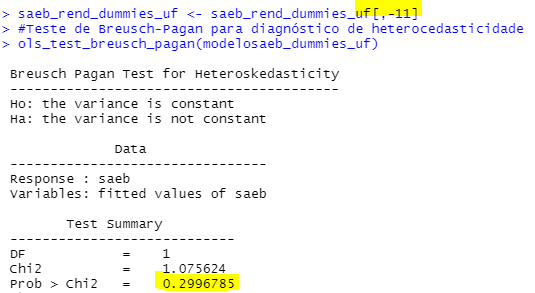 > saeb_rend_dummies_uf <- saeb_rend_dummies_uf[,-11]
> #Teste de Breusch-Pagan para diagnóstico de heterocedasticidade
> ols_test_breusch_pagan(modelosaeb_dummies_uf)
Breusch Pagan Test for Heteroskedasticity
-----------------------------------------
Ho: the variance is constant
Ha: the variance is not constant
Data
--------------------------------
Response : saeb
Variables: fitted values of saeb
Test Summary
----------------------------
DF = 1
Chi2 = 1.075624
Prob > Chi2 = 0.2996785